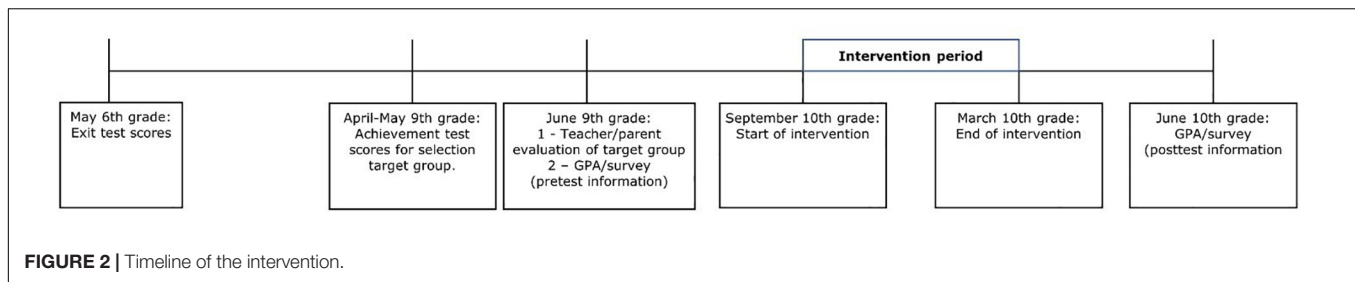 Intervention period
May 6th grade:
Exit test scores
April-May 9th grade:
Achievement test
scores for selection
target group.
June 9th grade:
1 - Teacher/parent
evaluation of target group
2 – GPA/survey
(pretest information)
September 10th grade:
Start of intervention
March 10th grade:
End of intervention
June 10th grade:
GPA/survey
(posttest information
FIGURE 2 | Timeline of the intervention.